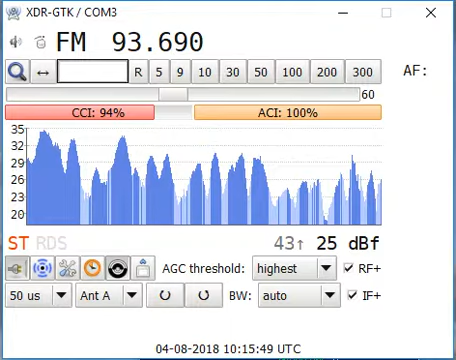 XDR-GTK / COM3
FM 93.690
R 5 9 10 30 50 100 200 300 AF:
60
CCI: 94% ACI: 100%
35
32
29
26
23
20
ST RDS 43↑ 25 dBf
AGC threshold: highest RF+
50 us Ant A BW: auto IF+
04-08-2018 10:15:49 UTC